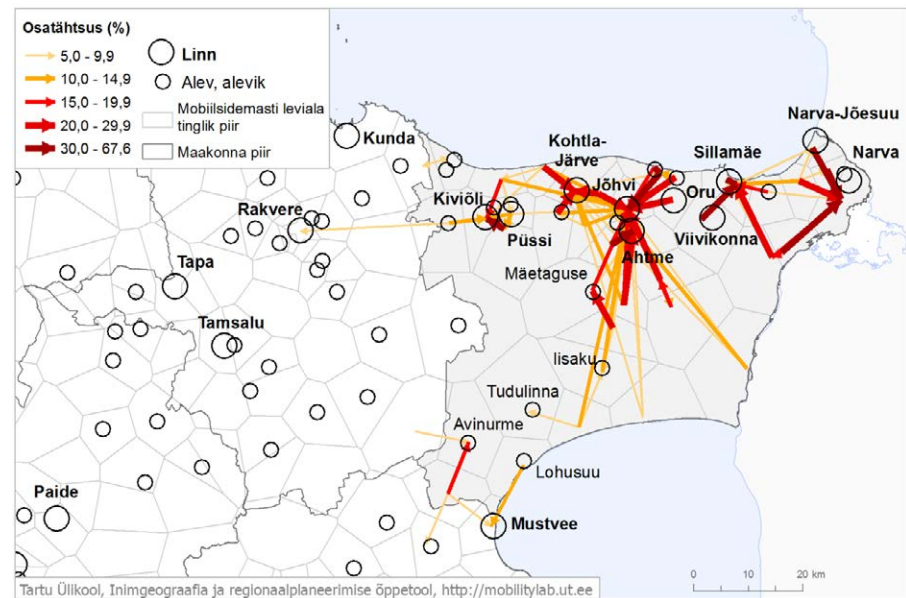 Osatähtsus (%)
5,0 - 9,9
10,0 - 14,9
15,0 - 19,9
20,0 - 29,9
30,0 - 67,6
Linn
Alev, alevik
Mobiilsidemasti leviala
tinglik piir
Maakonna piir
Kunda
Kohtla-
Järve
Narva-Jõesuu
Sillamäe
Narva
Jõhvi
Oru
Kiviõli
Rakvere
Püssi
Viivikonna
Ahtme
Tapa
Mäetaguse
Tamsalu
Iisaku
Tudulinna
Avinurme
Lohusuu
Paide
Mustvee
0 10 20 km
Tartu Ülikool, Inimgeograafia ja regionaalplaneerimise õppetool, http://mobilitylab.ut.ee